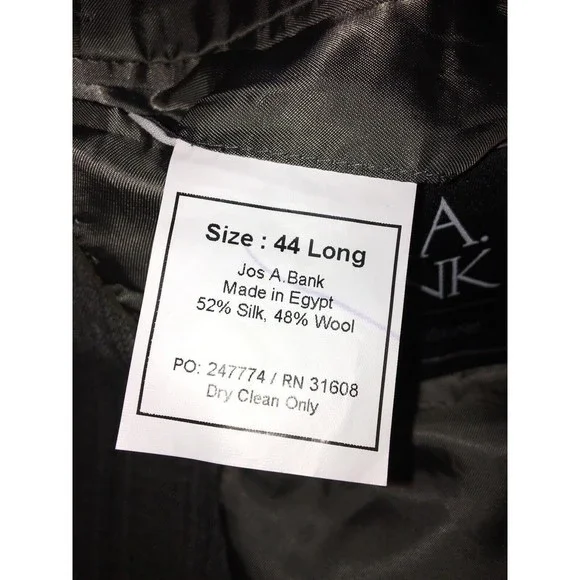 Size : 44 Long
Jos A.Bank
Made in Egypt
52% Silk, 48% Wool
PO: 247774 / RN 31608
Dry Clean Only
A.
NK